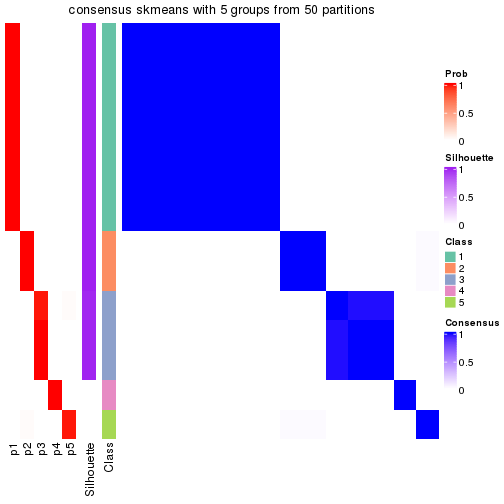 consensus skmeans with 5 groups from 50 partitions
Prob
1
0.5
0
Silhouette
1
0.5
0
Class
1
2
3
4
5
Consensus
1
0.5
0
p1
p2
p3
p4
p5
Silhouette
Class